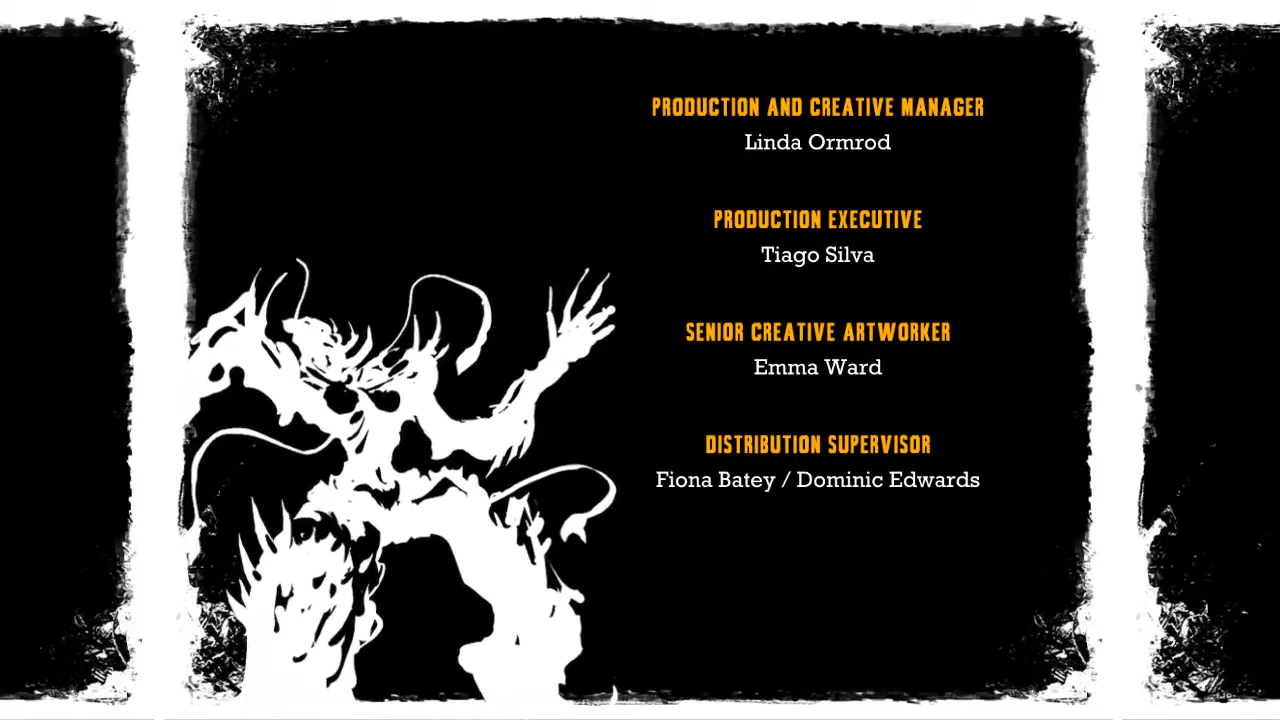 PRODUCTION AND CREATIVE MANAGER
Linda Ormrod
PRODUCTION EXECUTIVE
Tiago Silva
SENIOR CREATIVE ARTWORKER
Emma Ward
DISTRIBUTION SUPERVISOR
Fiona Batey / Dominic Edwards